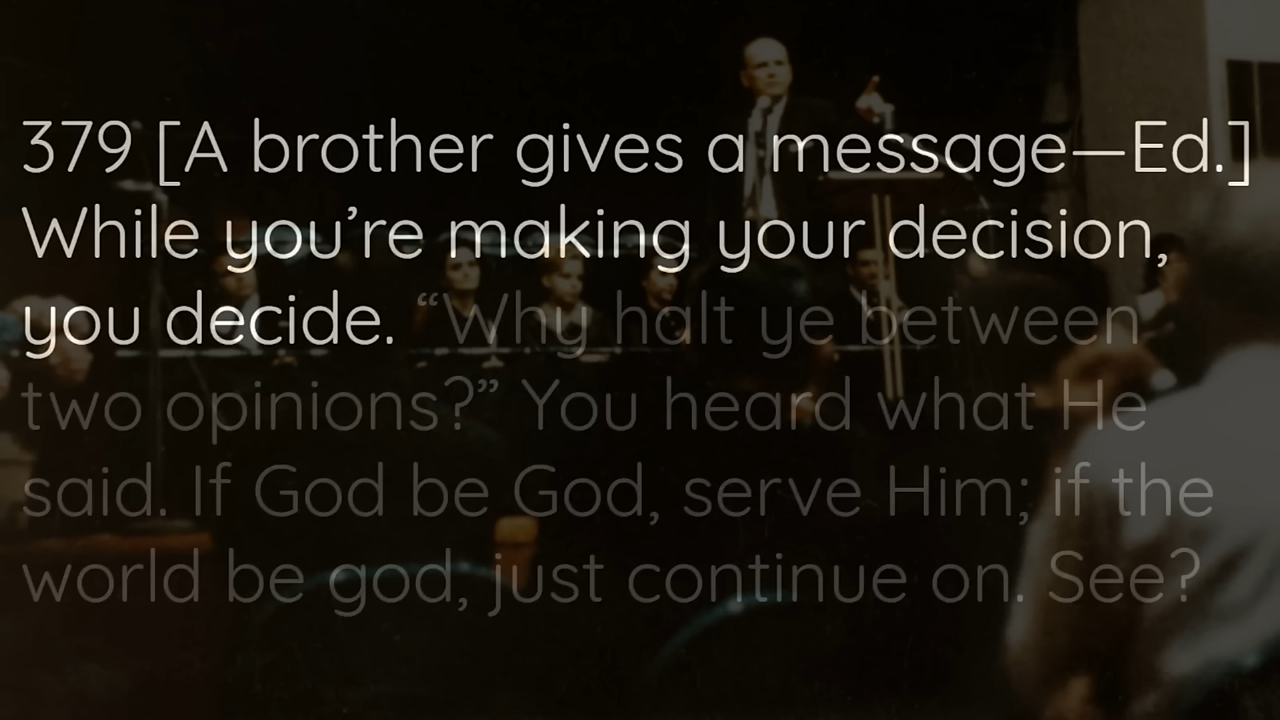 379 [A brother gives a message—Ed.]
While you’re making your decision,
you decide. “Why halt ye between
two opinions?” You heard what He
said. If God be God, serve Him; if the
world be god, just continue on. See?